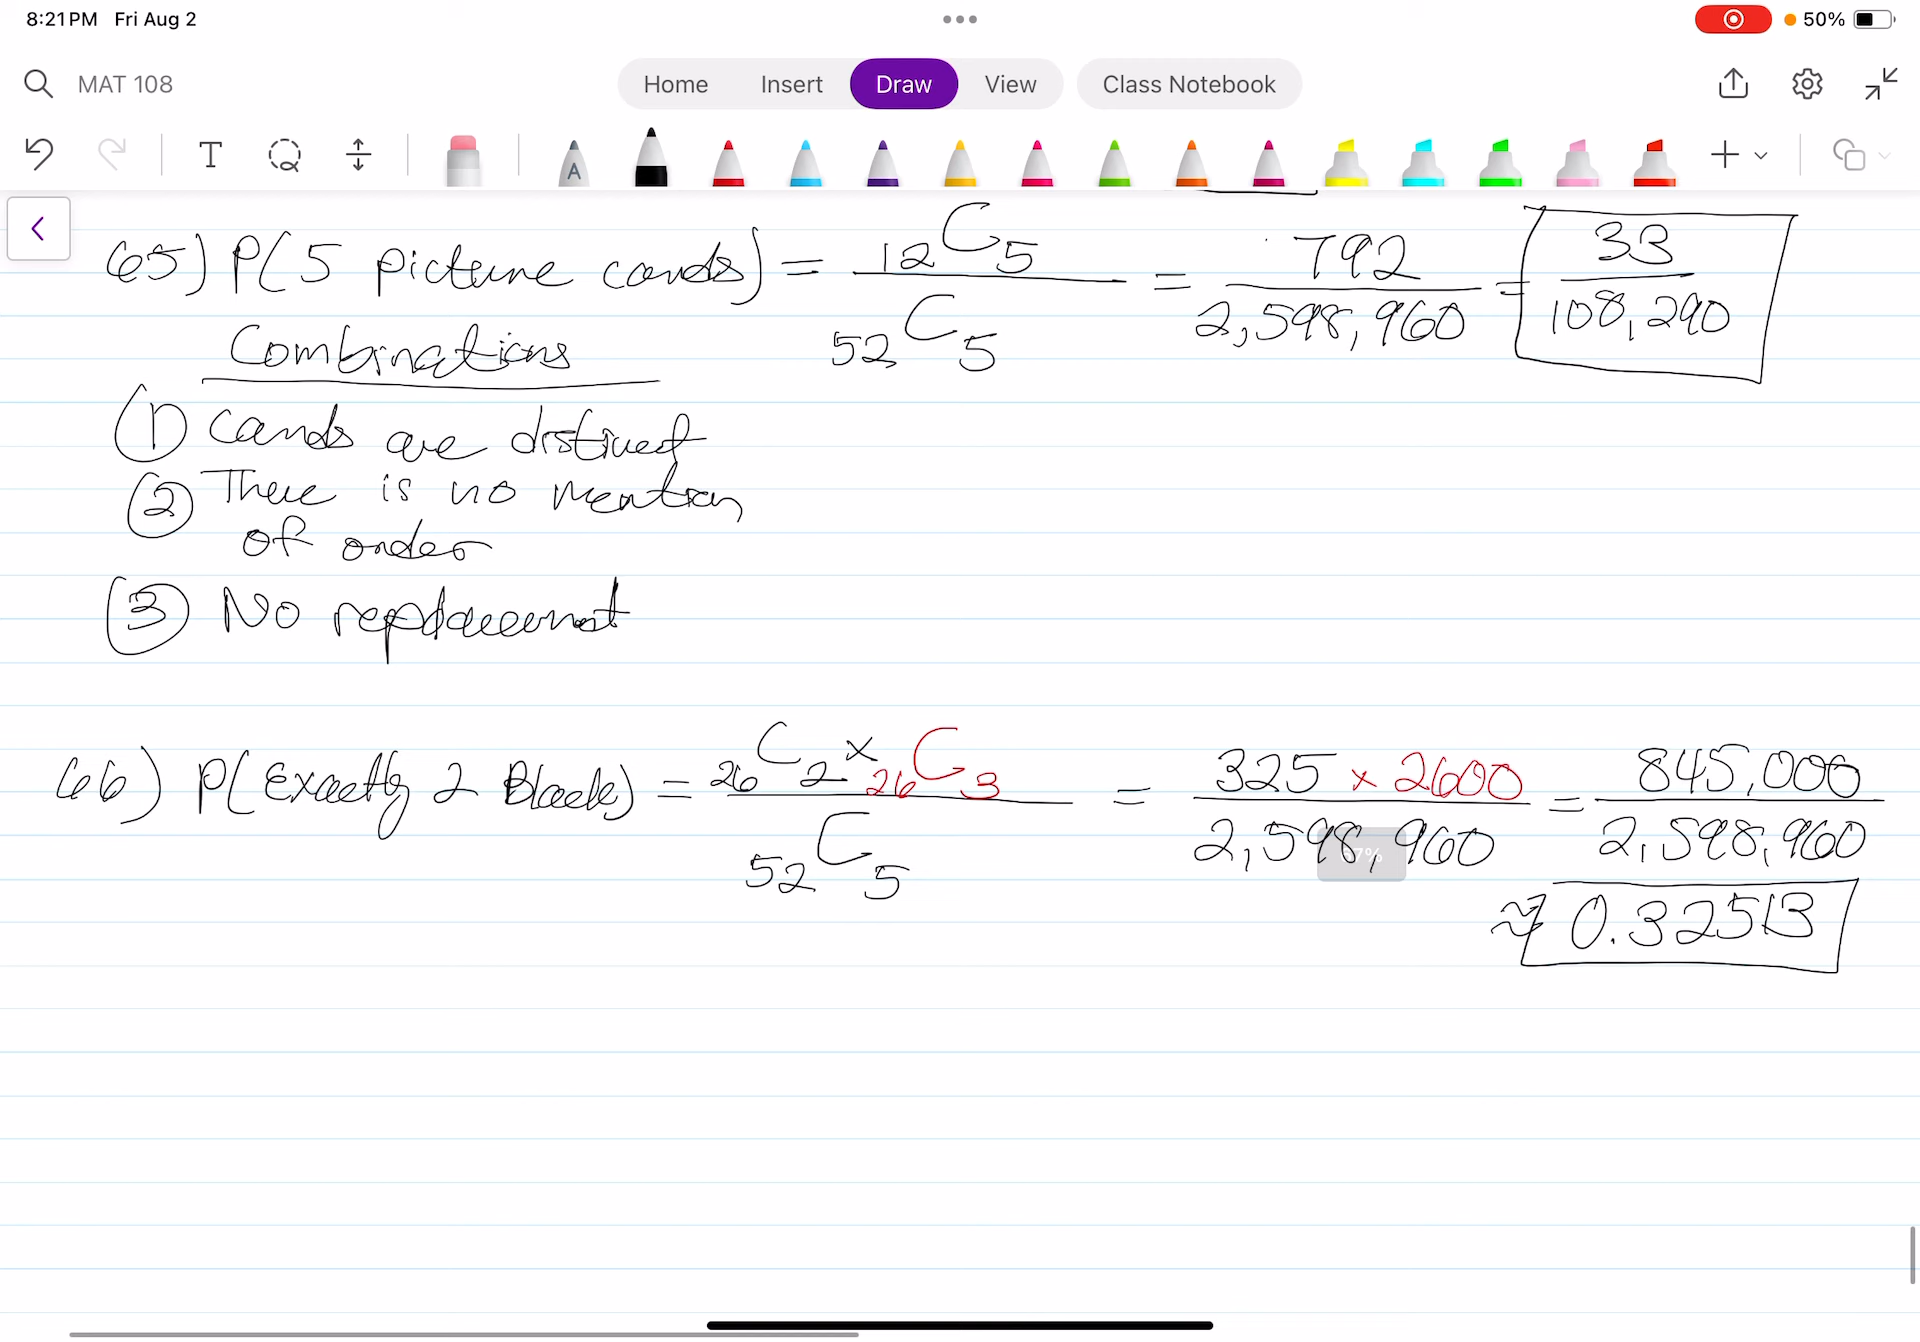 8:21 PM Fri Aug 2
50%
MAT 108
Home Insert Draw View Class Notebook
T A
65) P(5 picture cards) = 12C5 / 52C5 = 792 / 2,598,960 = 33 / 108,290
Combinations
① Cards are distinct
② There is no mention
of order
③ No replacement
66) P(Exactly 2 Black) = 26C2 x 26C3 / 52C5 = 325 x 2600 / 2,598,960 = 845,000 / 2,598,960
≈ 0.32513